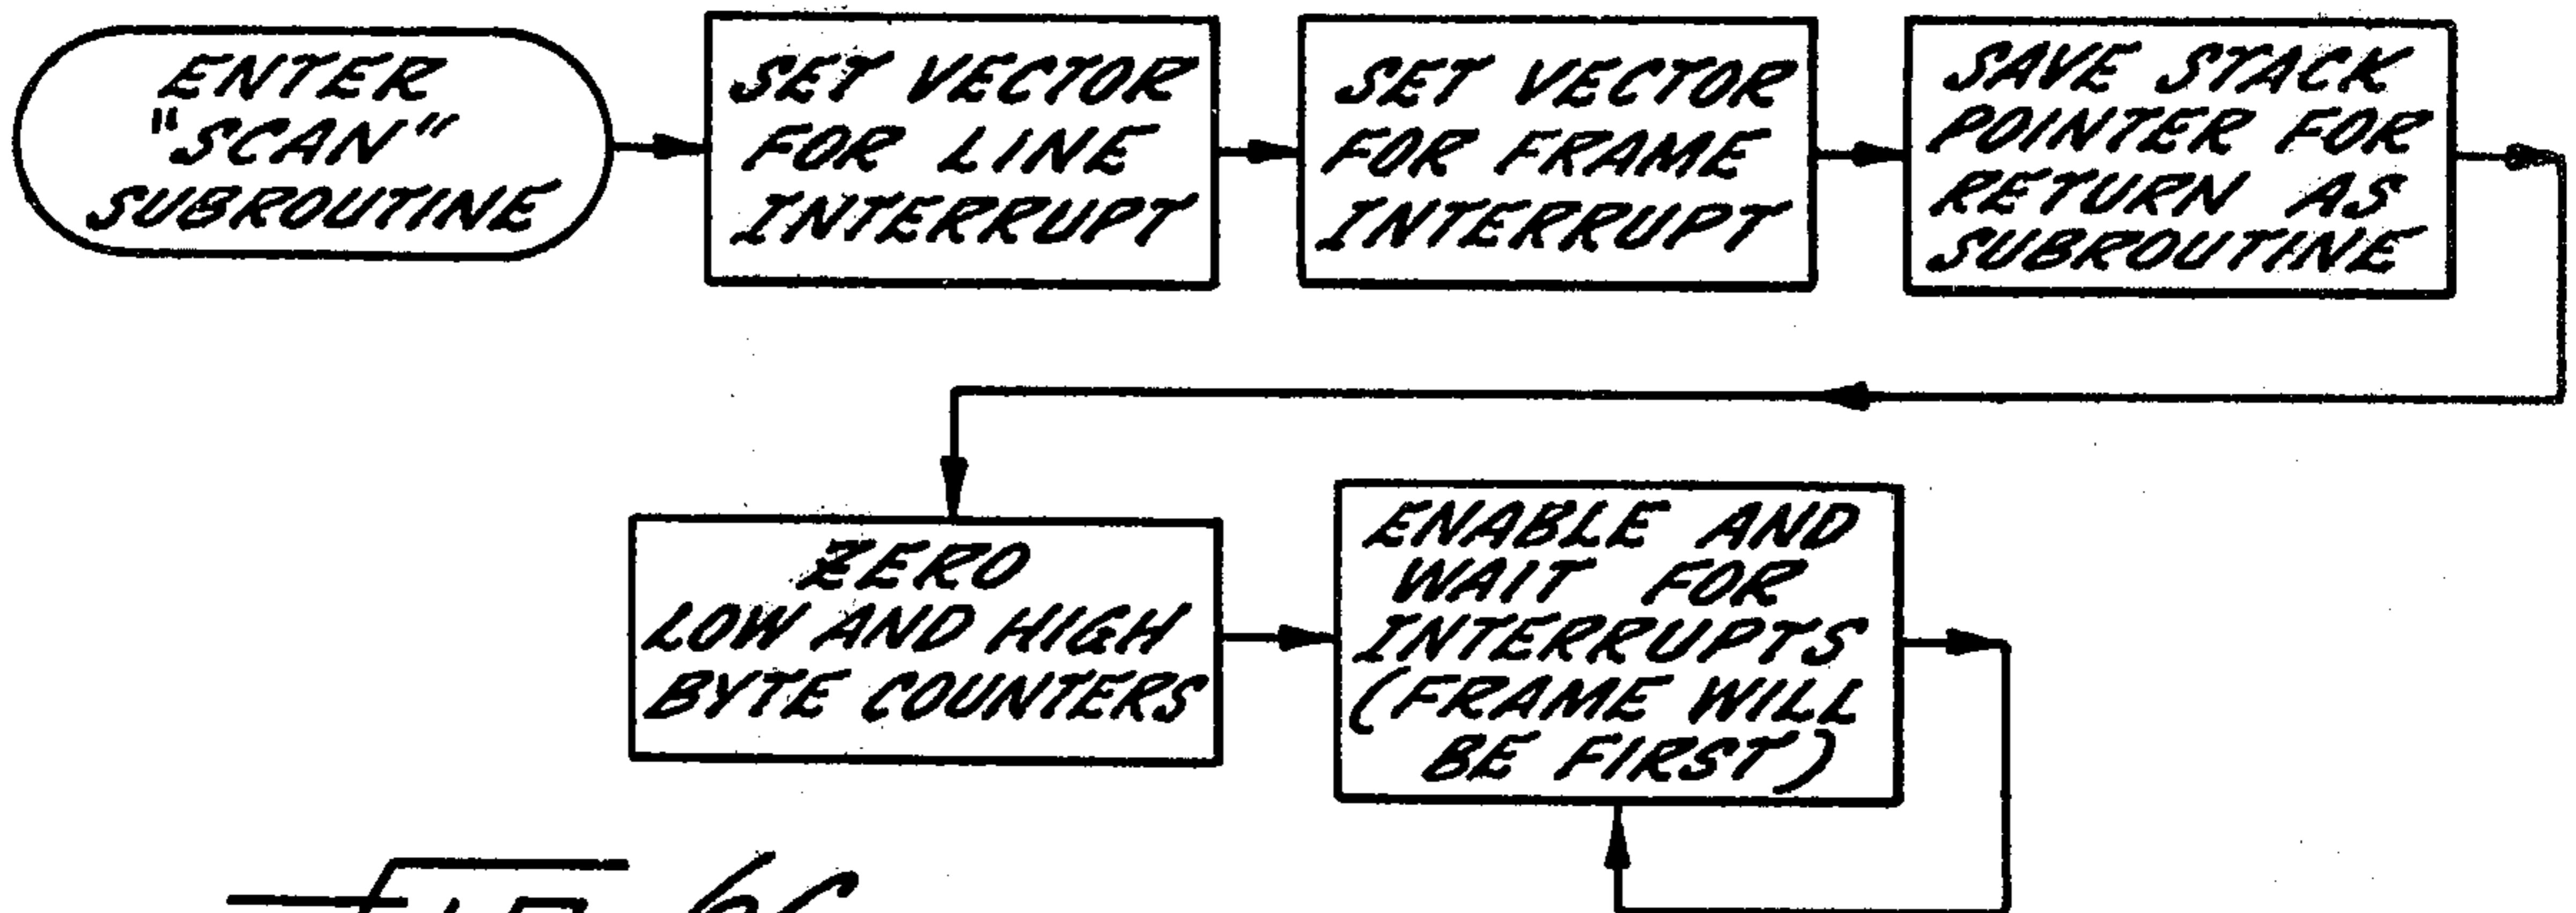 ENTER
"SCAN"
SUBROUTINE
SET VECTOR
FOR LINE
INTERRUPT
SET VECTOR
FOR FRAME
INTERRUPT
SAVE STACK
POINTER FOR
RETURN AS
SUBROUTINE
ZERO
LOW AND HIGH
BYTE COUNTERS
ENABLE AND
WAIT FOR
INTERRUPTS
(FRAME WILL
BE FIRST)